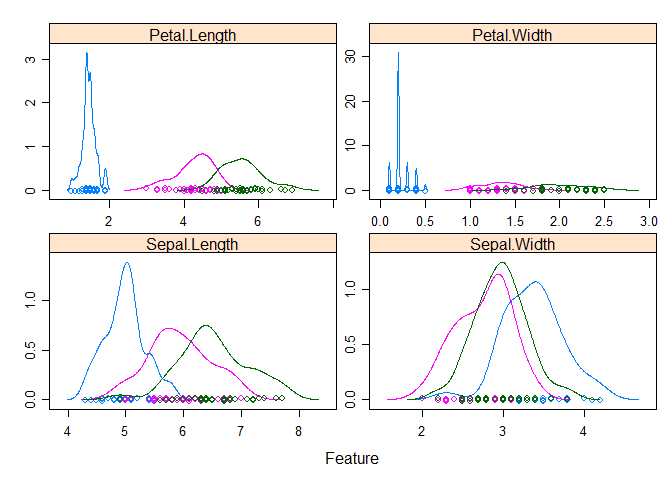 Petal.Length
Petal.Width
0 1 2 3
0 10 20 30
2 4 6
0.0 0.5 1.0 1.5 2.0 2.5 3.0
Sepal.Length
Sepal.Width
0.0 0.5 1.0
0.0 0.5 1.0
4 5 6 7 8
2 3 4
Feature